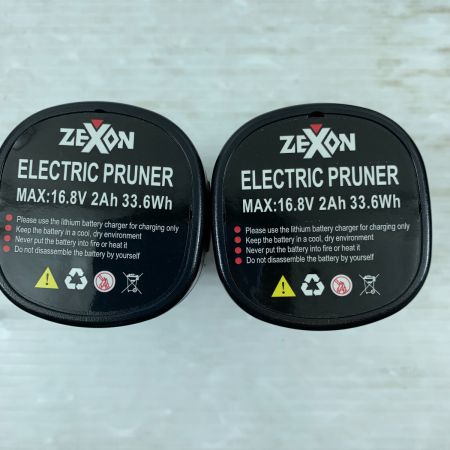 ZEXON
ELECTRIC PRUNER
MAX:16.8V 2Ah 33.6Wh
Please use the lithium battery charger for charging only
Keep the battery in a cool, dry environment
Never put the battery into fire or heat it
Do not disassemble the battery by yourself
ZEXON
ELECTRIC PRUNER
MAX:16.8V 2Ah 33.6Wh
Please use the lithium battery charger for charging only
Keep the battery in a cool, dry environment
Never put the battery into fire or heat it
Do not disassemble the battery by yourself